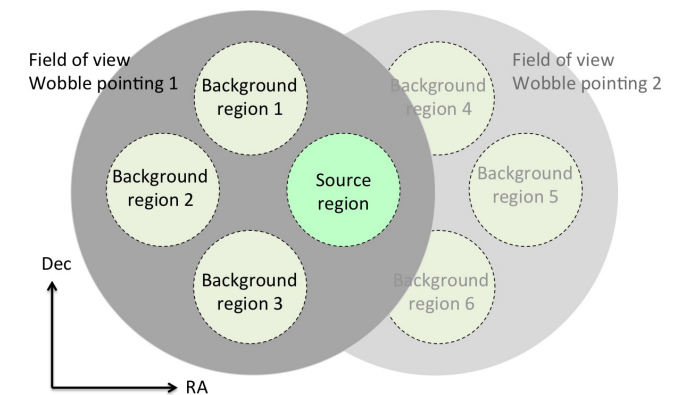 Field of view
Wobble pointing 1
Field of view
Wobble pointing 2
Background
region 1
Background
region 4
Background
region 2
Source
region
Background
region 5
Background
region 3
Background
region 6
Dec
RA